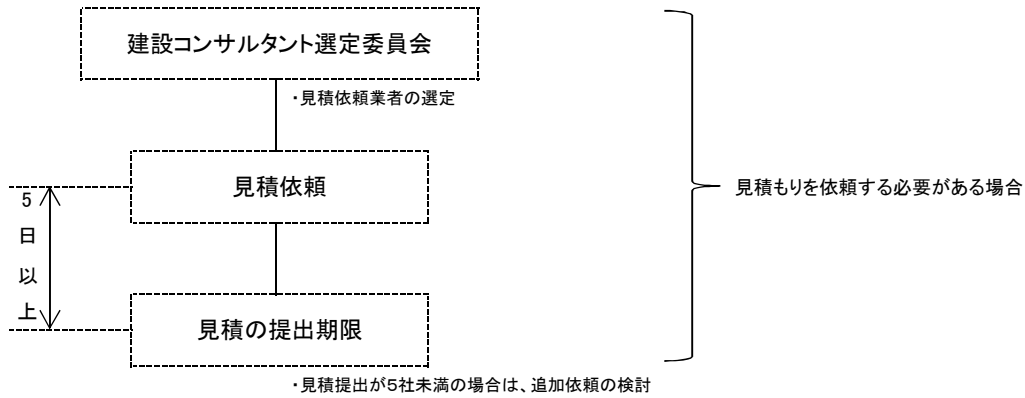 建設コンサルタント選定委員会
・見積依頼業者の選定
見積依頼
見積もりを依頼する必要がある場合
5日以上
見積の提出期限
・見積提出が5社未満の場合は、追加依頼の検討